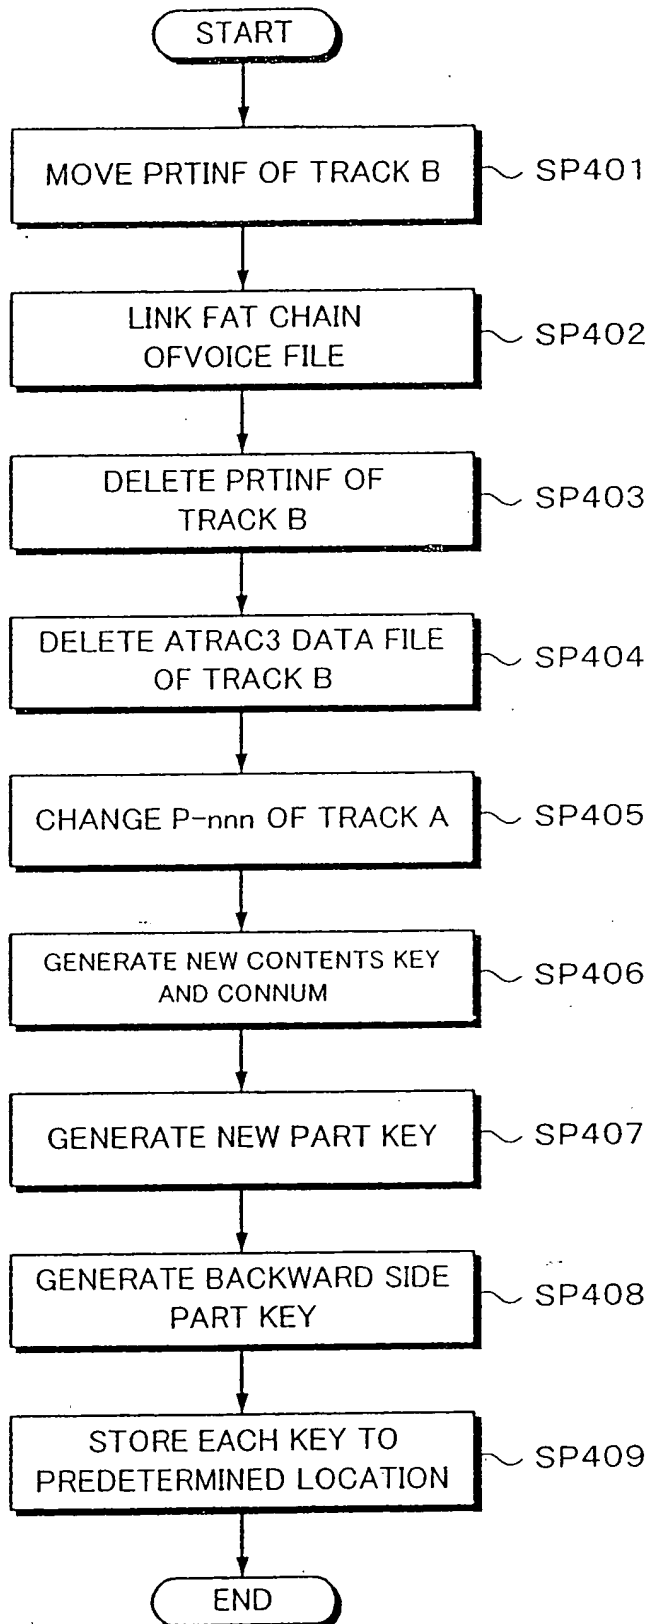 START
MOVE PRTINF OF TRACK B
SP401
LINK FAT CHAIN
OFVOICE FILE
SP402
DELETE PRTINF OF
TRACK B
SP403
DELETE ATRAC3 DATA FILE
OF TRACK B
SP404
CHANGE P-nnn OF TRACK A
SP405
GENERATE NEW CONTENTS KEY
AND CONNUM
SP406
GENERATE NEW PART KEY
SP407
GENERATE BACKWARD SIDE
PART KEY
SP408
STORE EACH KEY TO
PREDETERMINED LOCATION
SP409
END